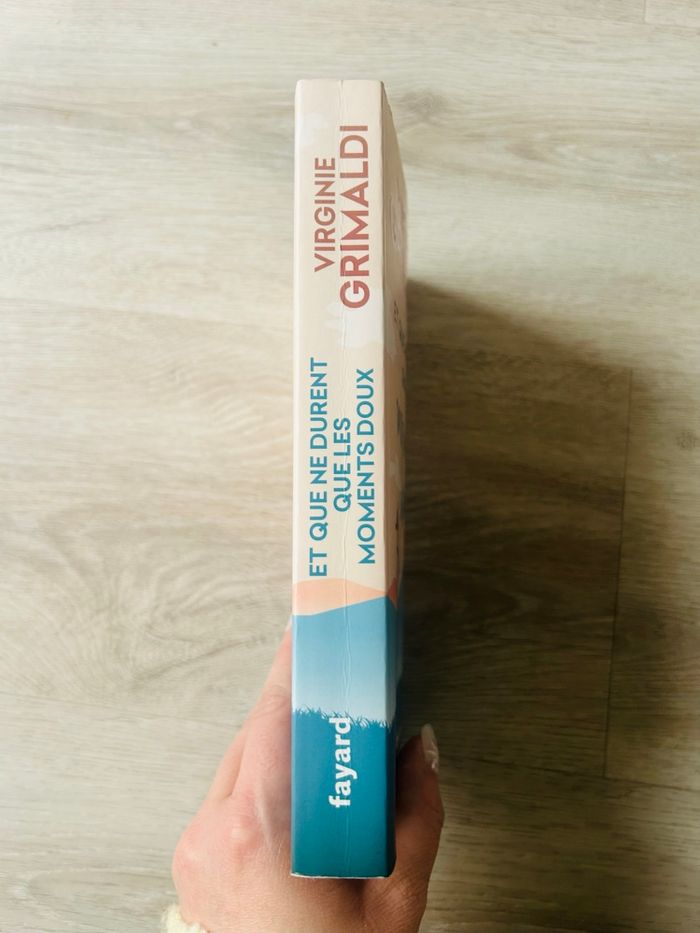 VIRGINIE
GRIMALDI
ET QUE NE DURENT
QUE LES
MOMENTS DOUX
fayard